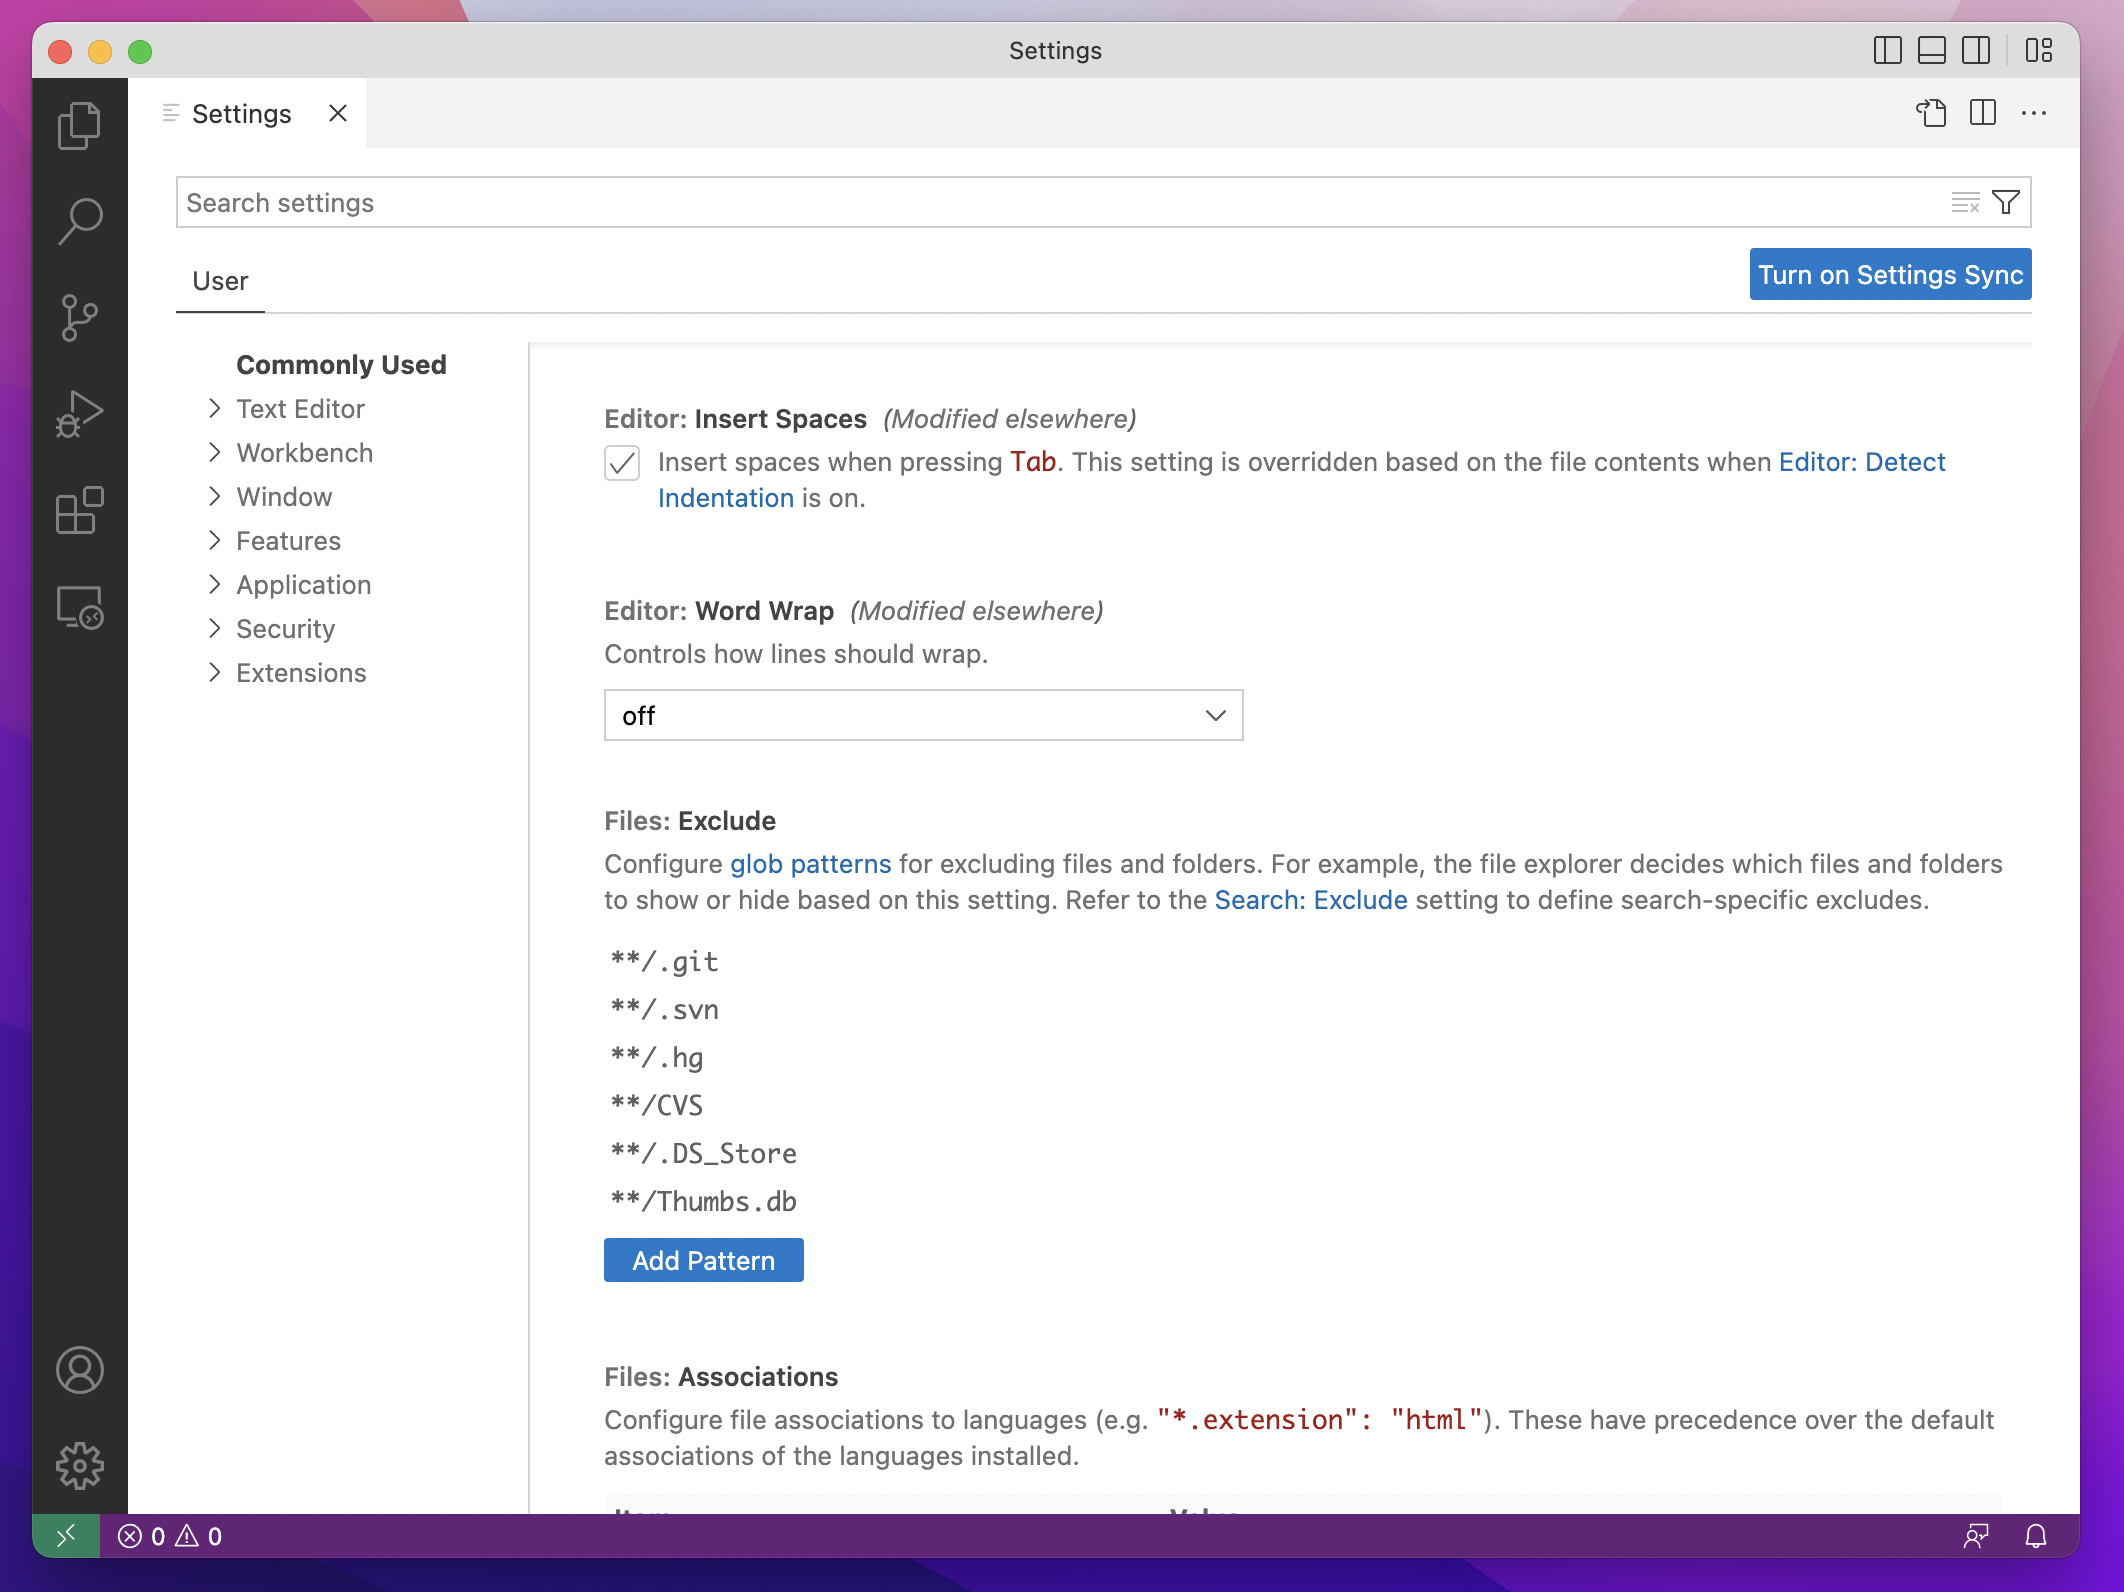 Settings
Settings
Search settings
User
Turn on Settings Sync
Commonly Used
Text Editor
Workbench
Window
Features
Application
Security
Extensions
Editor: Insert Spaces (Modified elsewhere)
Insert spaces when pressing Tab. This setting is overridden based on the file contents when Editor: Detect
Indentation is on.
Editor: Word Wrap (Modified elsewhere)
Controls how lines should wrap.
off
Files: Exclude
Configure glob patterns for excluding files and folders. For example, the file explorer decides which files and folders
to show or hide based on this setting. Refer to the Search: Exclude setting to define search-specific excludes.
**/.git
**/.svn
**/.hg
**/CVS
**/.DS_Store
**/Thumbs.db
Add Pattern
Files: Associations
Configure file associations to languages (e.g. "*.extension": "html"). These have precedence over the default
associations of the languages installed.
0 0